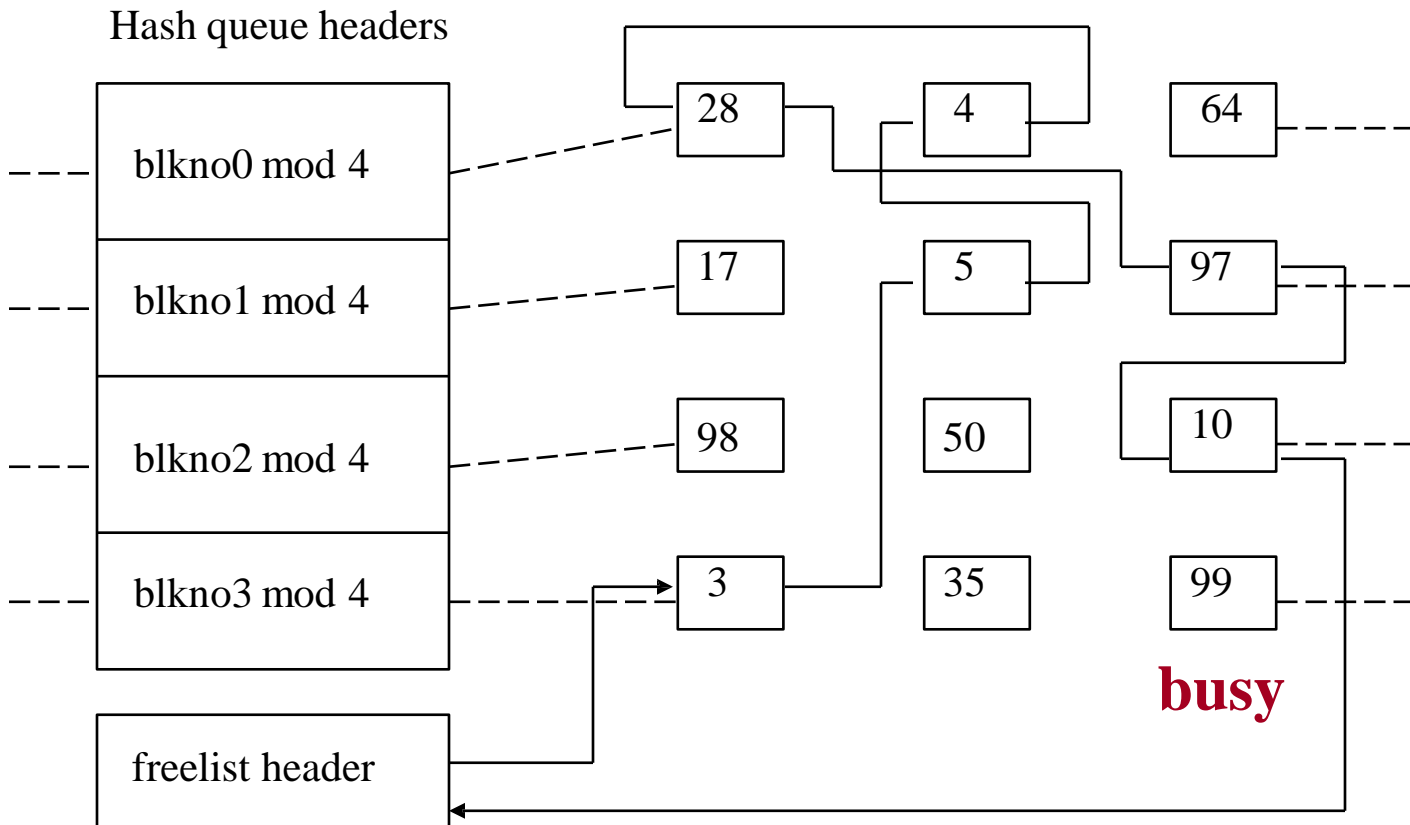 Hash queue headers
blkno0 mod 4
28
4
64
blkno1 mod 4
17
5
97
blkno2 mod 4
98
50
10
blkno3 mod 4
3
35
99
busy
freelist header